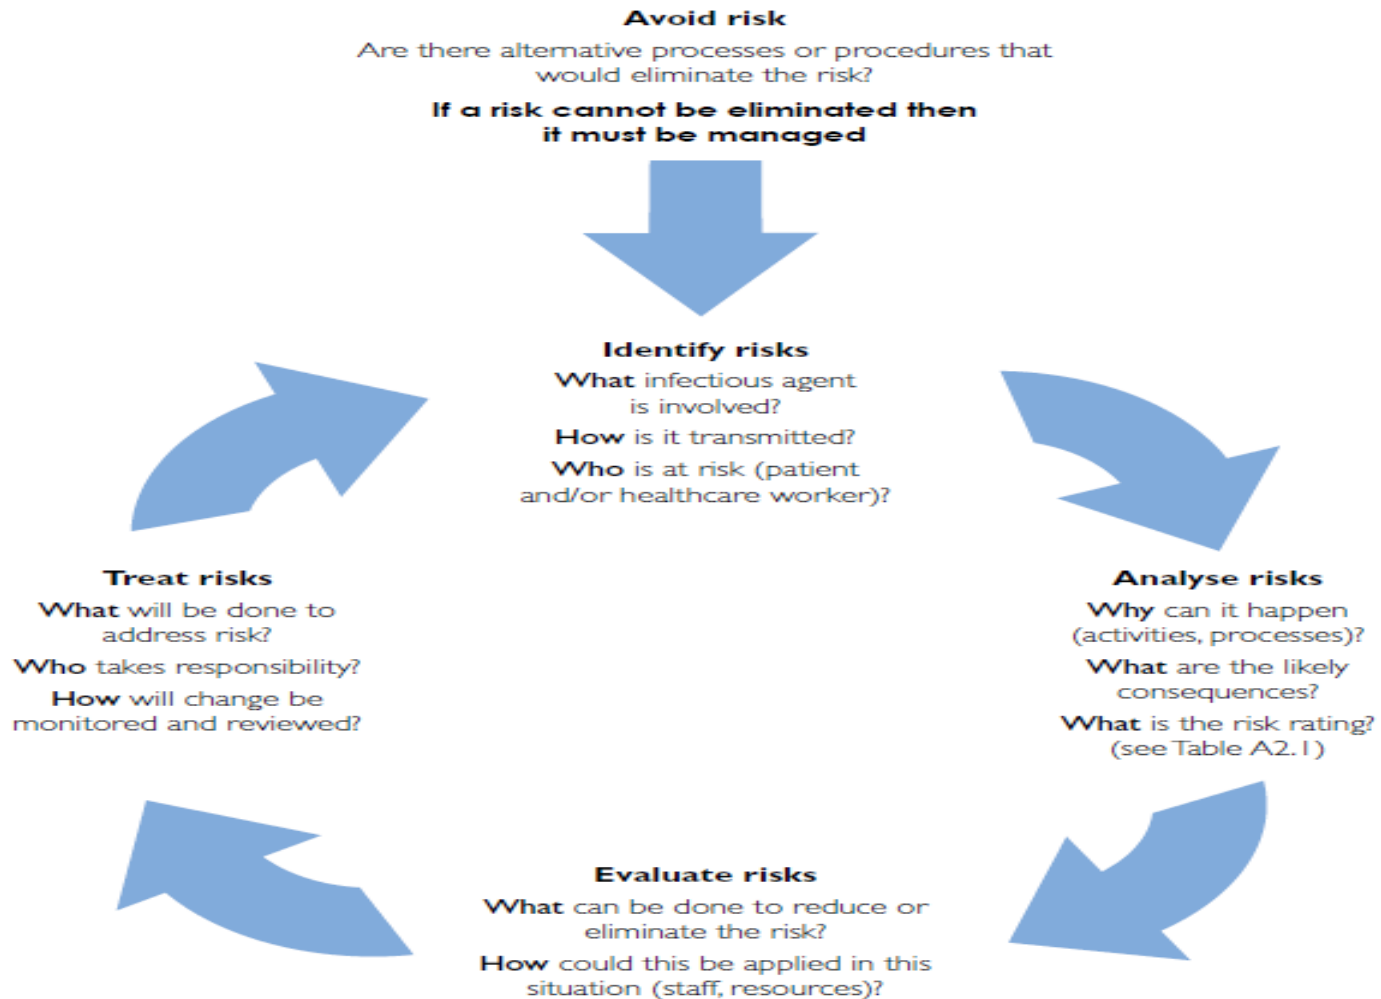 Avoid risk
Are there alternative processes or procedures that
would eliminate the risk?
If a risk cannot be eliminated then
it must be managed
Identify risks
What infectious agent
is involved?
How is it transmitted?
Who is at risk (patient
and/or healthcare worker)?
Analyse risks
Why can it happen
(activities, processes)?
What are the likely
consequences?
What is the risk rating?
(see Table A2.1)
Evaluate risks
What can be done to reduce or
eliminate the risk?
How could this be applied in this
situation (staff, resources)?
Treat risks
What will be done to
address risk?
Who takes responsibility?
How will change be
monitored and reviewed?